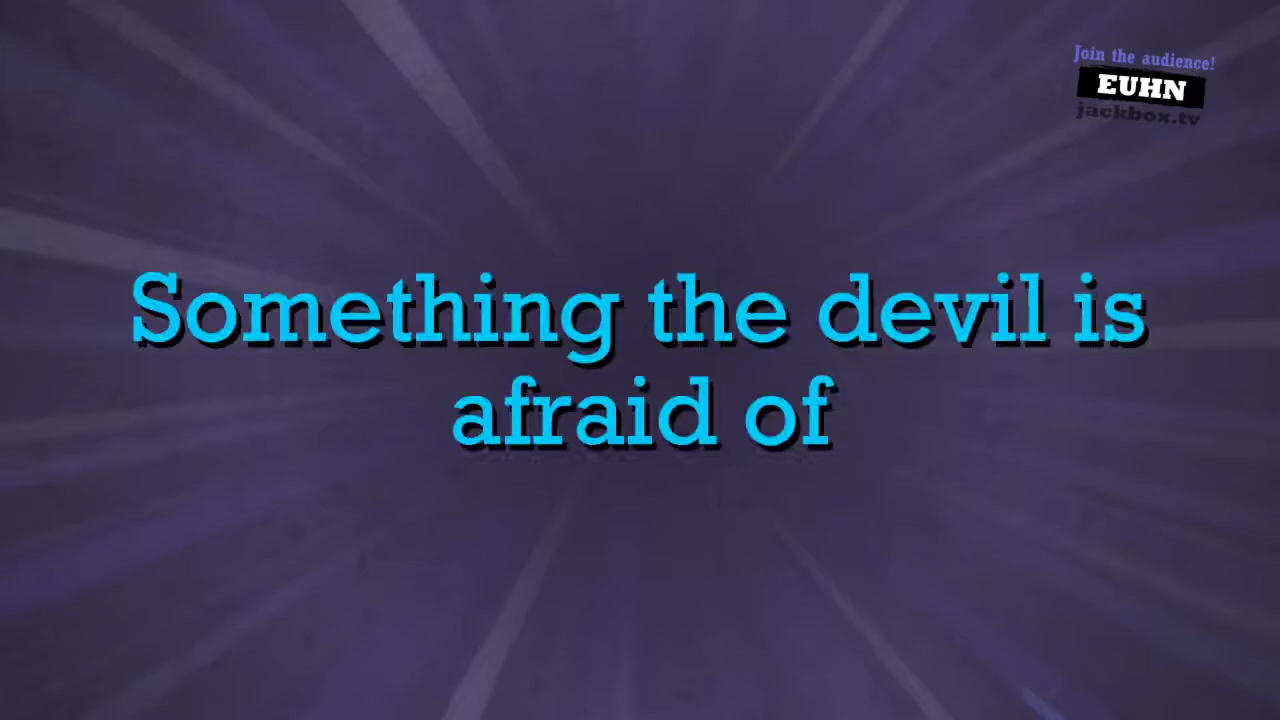 Join the audience!
EUHN
jackbox.tv
Something the devil is
afraid of